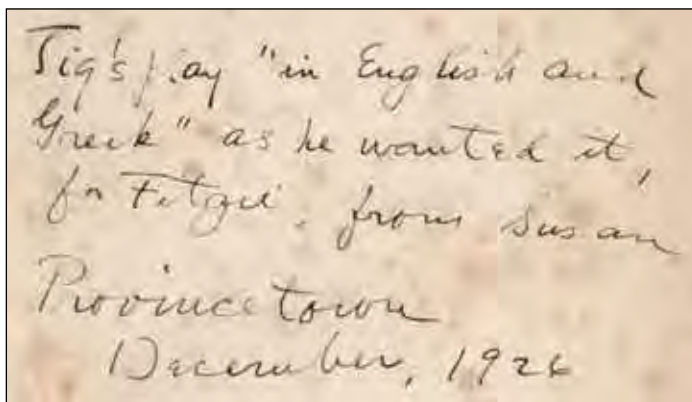 Jig's play "in English and
Greek" as he wanted it,
for Fitzie, from Susan
Provincetown
December, 1926